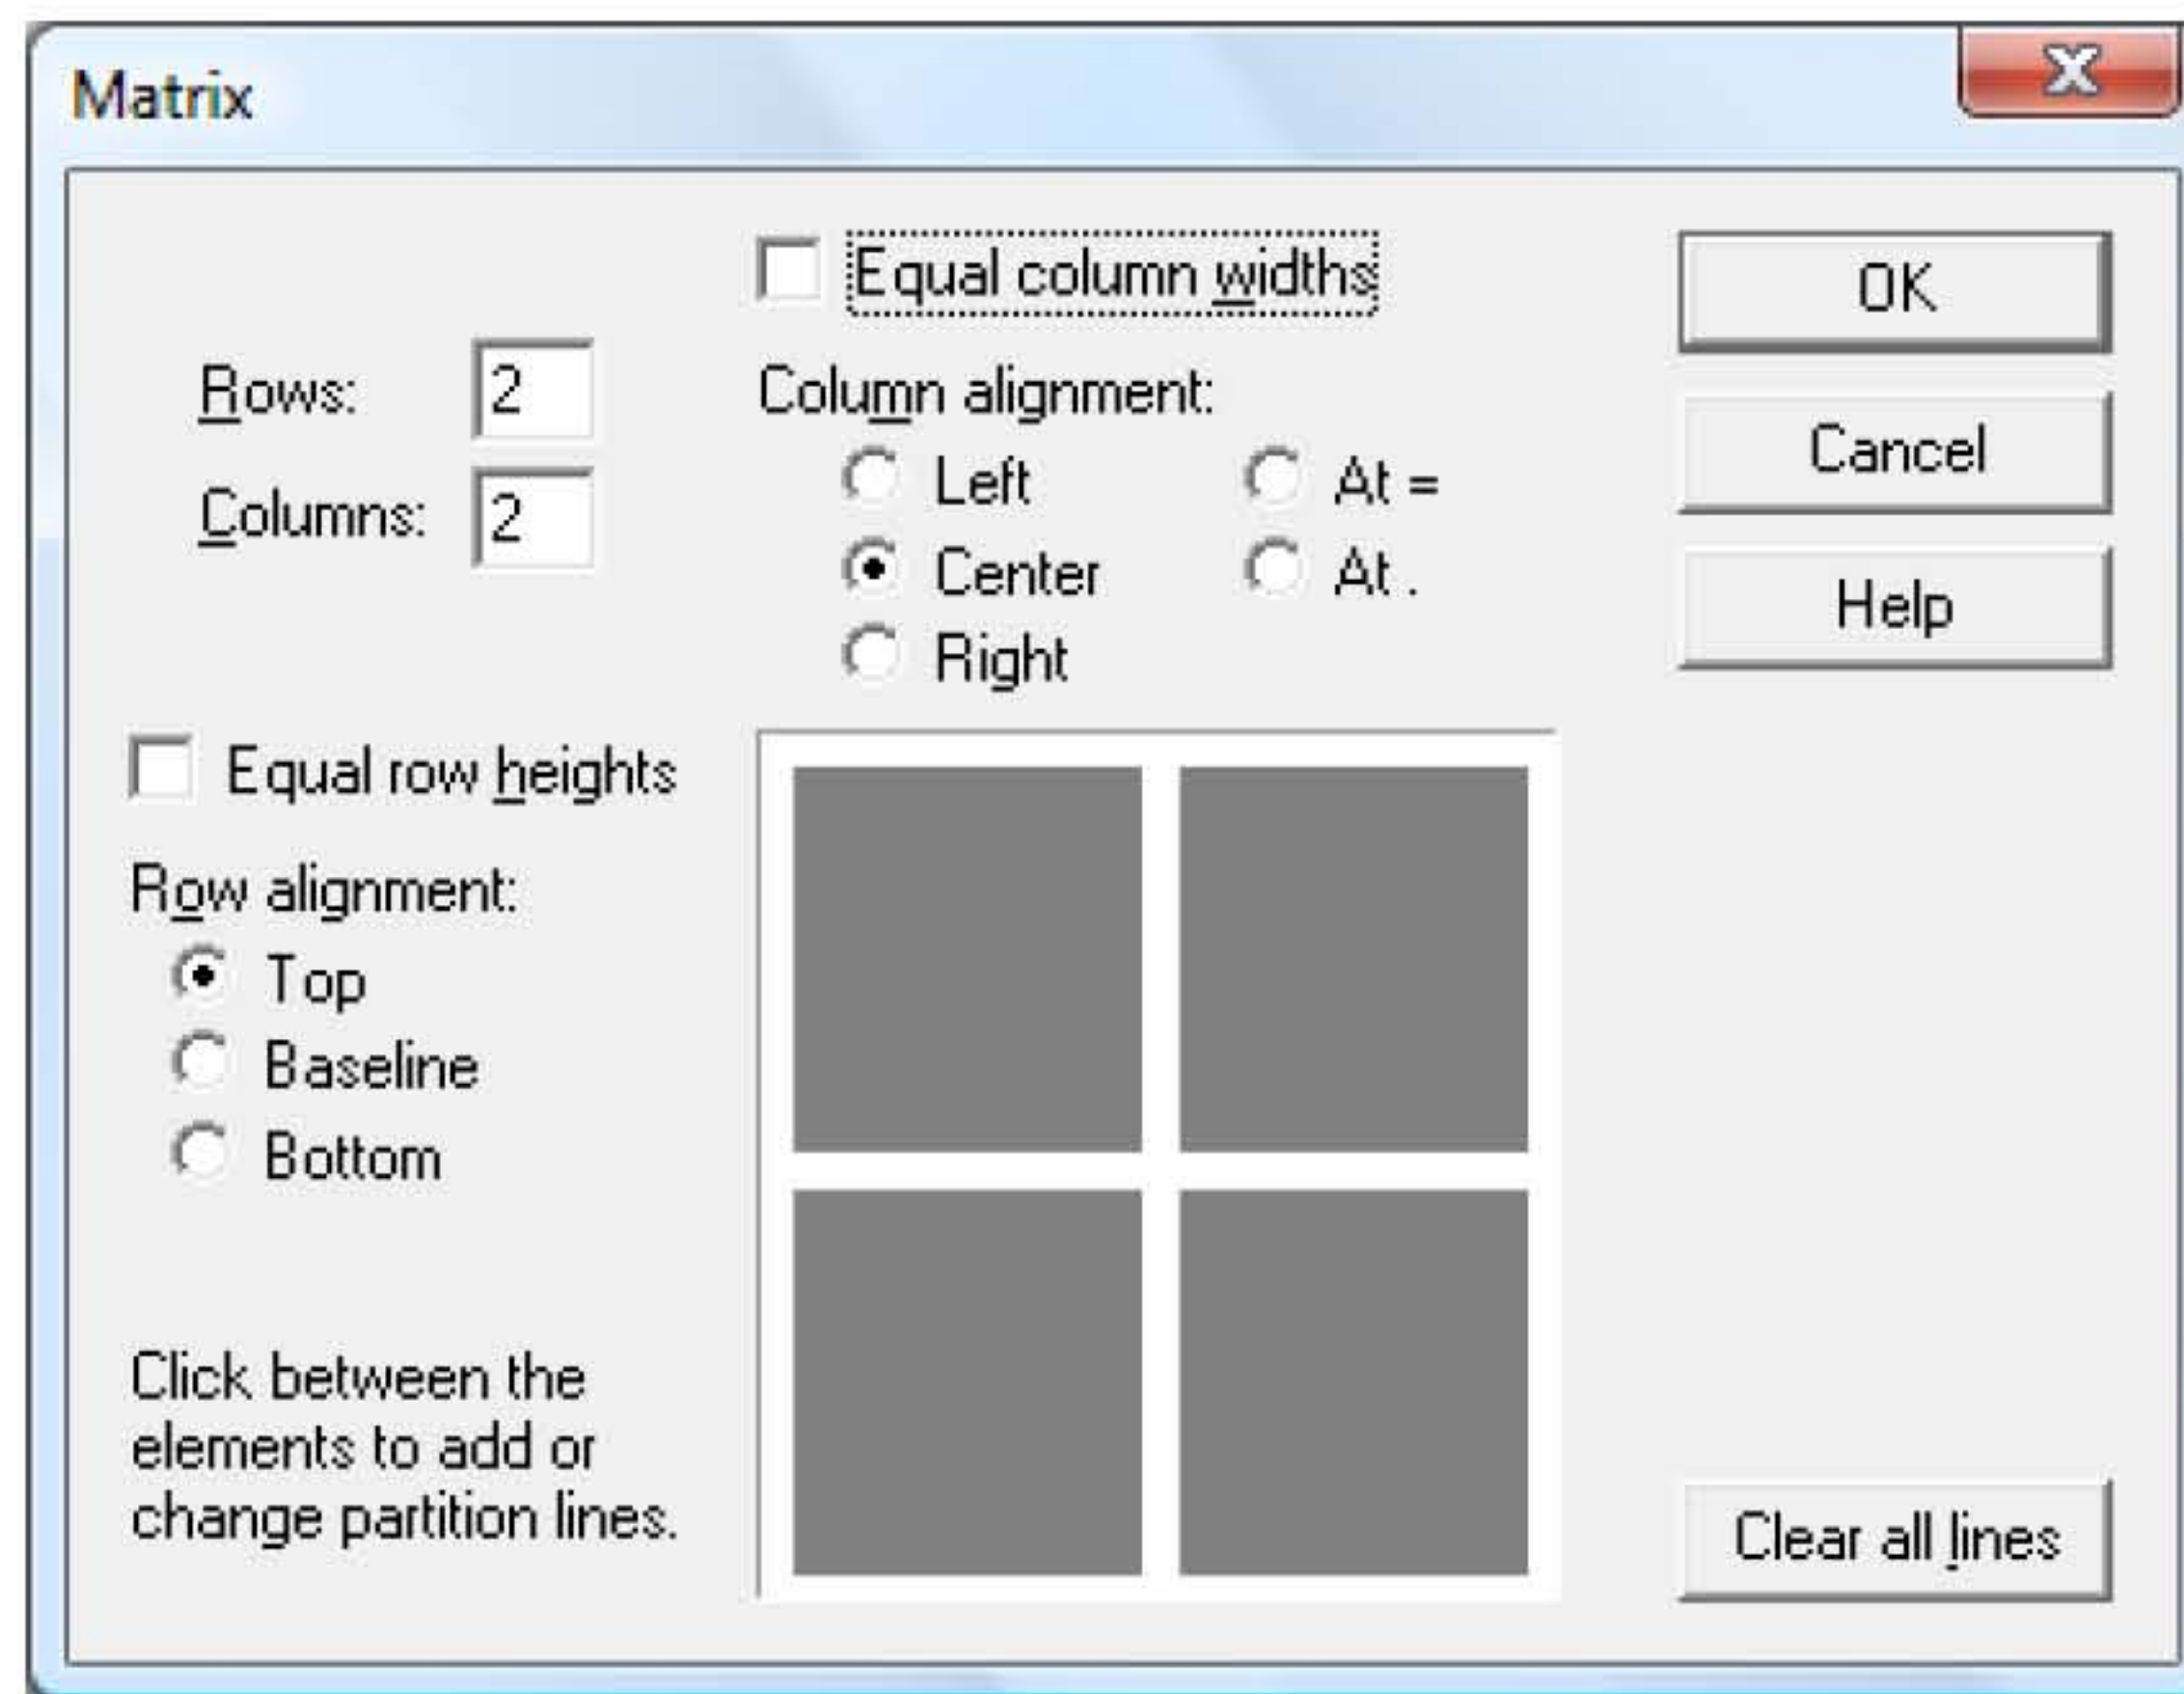 Matrix
Equal column widths
OK
Rows: 2
Column alignment:
Left
At =
Cancel
Columns: 2
Center
At .
Help
Right
Equal row heights
Row alignment:
Top
Baseline
Bottom
Click between the
elements to add or
change partition lines.
Clear all lines